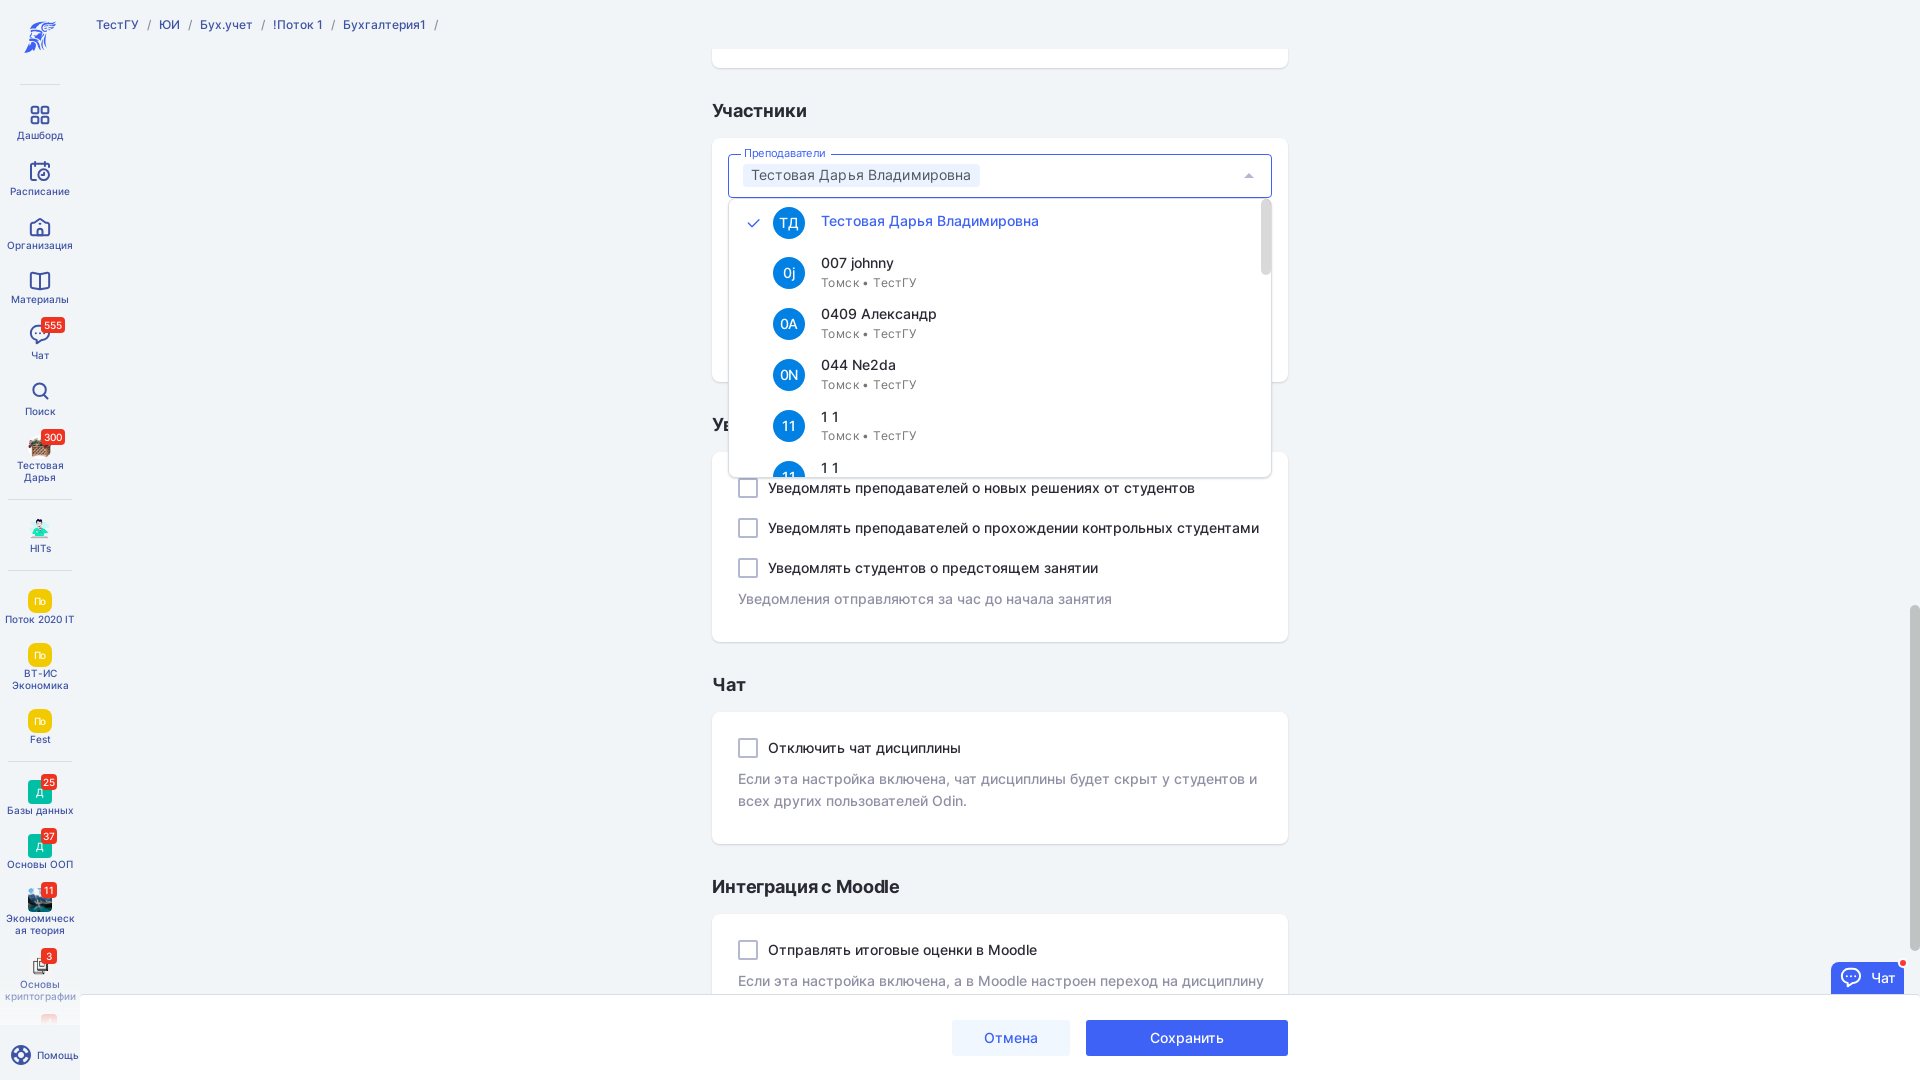 ТестГУ / ЮИ / Бух.учет / !Поток 1 / Бухгалтерия1 /
Дашборд
Расписание
Организация
Материалы
555
Чат
Поиск
300
Тестовая
Дарья
HITs
По
Поток 2020 IT
По
ВТ-ИС
Экономика
По
Fest
25
Д
Базы данных
37
Д
Основы ООП
11
Экономическ
ая теория
3
Основы
криптографии
Помощь
Участники
Преподаватели
Тестовая Дарья Владимировна
ТД Тестовая Дарья Владимировна
0j 007 johnny
Томск • ТестГУ
0А 0409 Александр
Томск • ТестГУ
0N 044 Ne2da
Томск • ТестГУ
11 1 1
Томск • ТестГУ
11 1 1
Ув
Уведомлять преподавателей о новых решениях от студентов
Уведомлять преподавателей о прохождении контрольных студентами
Уведомлять студентов о предстоящем занятии
Уведомления отправляются за час до начала занятия
Чат
Отключить чат дисциплины
Если эта настройка включена, чат дисциплины будет скрыт у студентов и
всех других пользователей Odin.
Интеграция с Moodle
Отправлять итоговые оценки в Moodle
Если эта настройка включена, а в Moodle настроен переход на дисциплину
Чат
Отмена
Сохранить